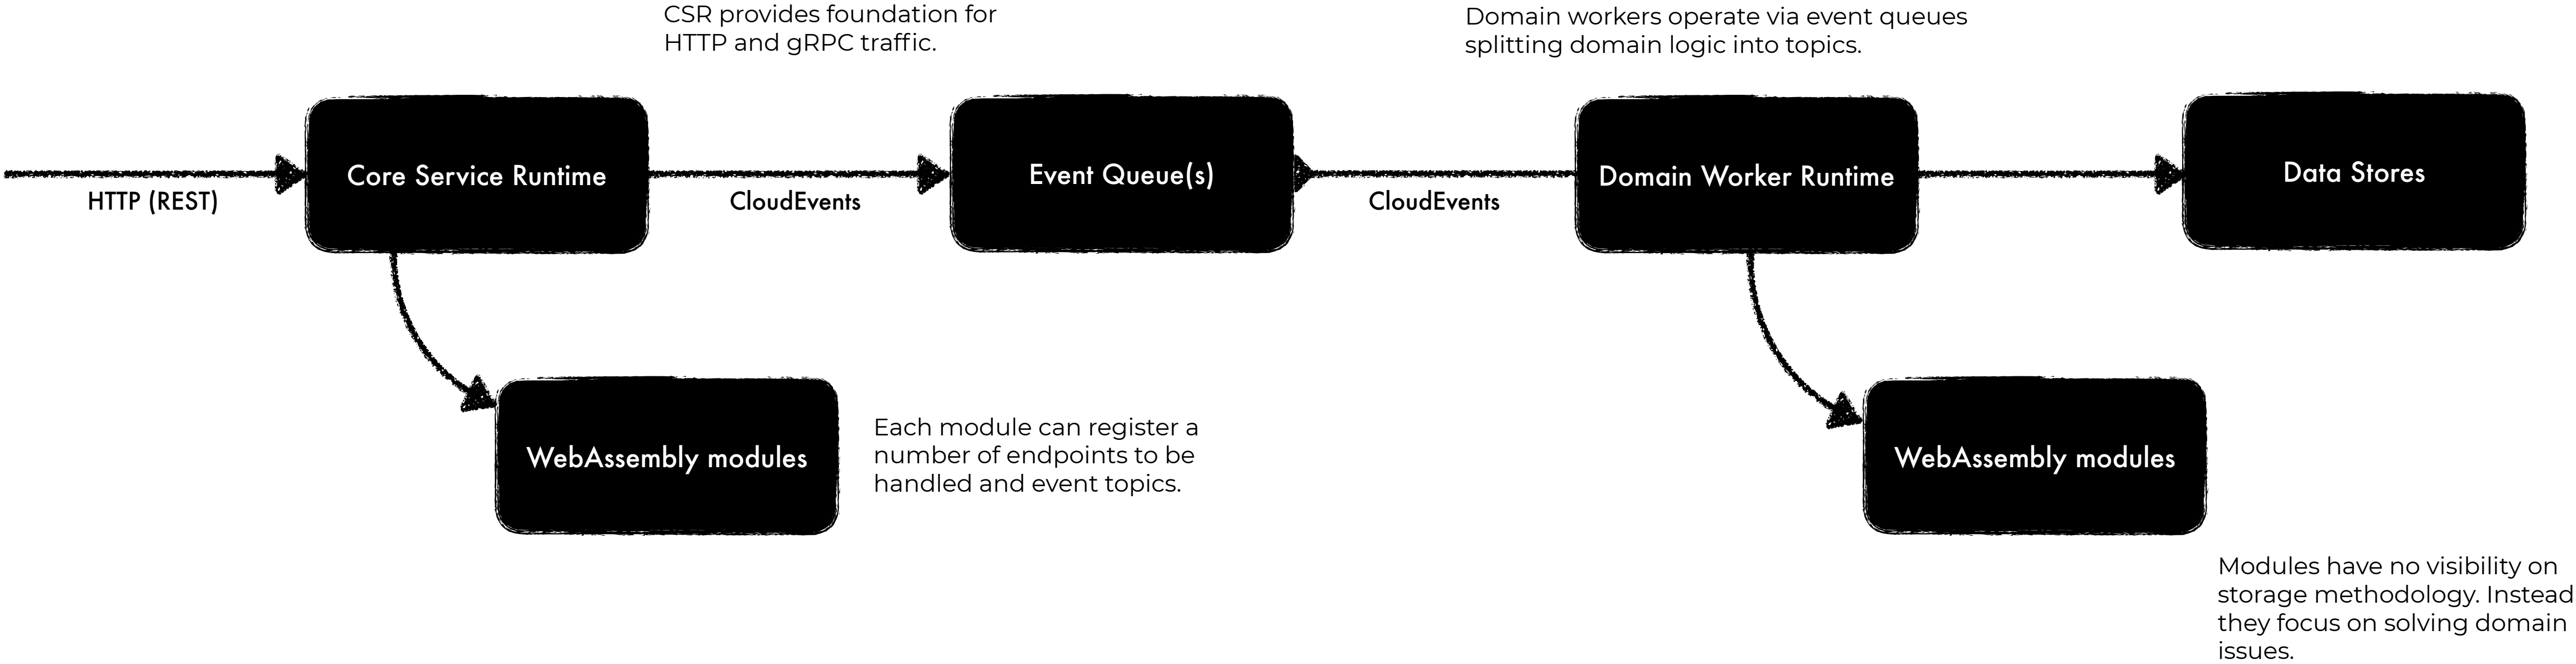 CSR provides foundation for
HTTP and gRPC traffic.
Domain workers operate via event queues
splitting domain logic into topics.
HTTP (REST)
Core Service Runtime
CloudEvents
Event Queue(s)
CloudEvents
Domain Worker Runtime
Data Stores
WebAssembly modules
Each module can register a
number of endpoints to be
handled and event topics.
WebAssembly modules
Modules have no visibility on
storage methodology. Instead
they focus on solving domain
issues.